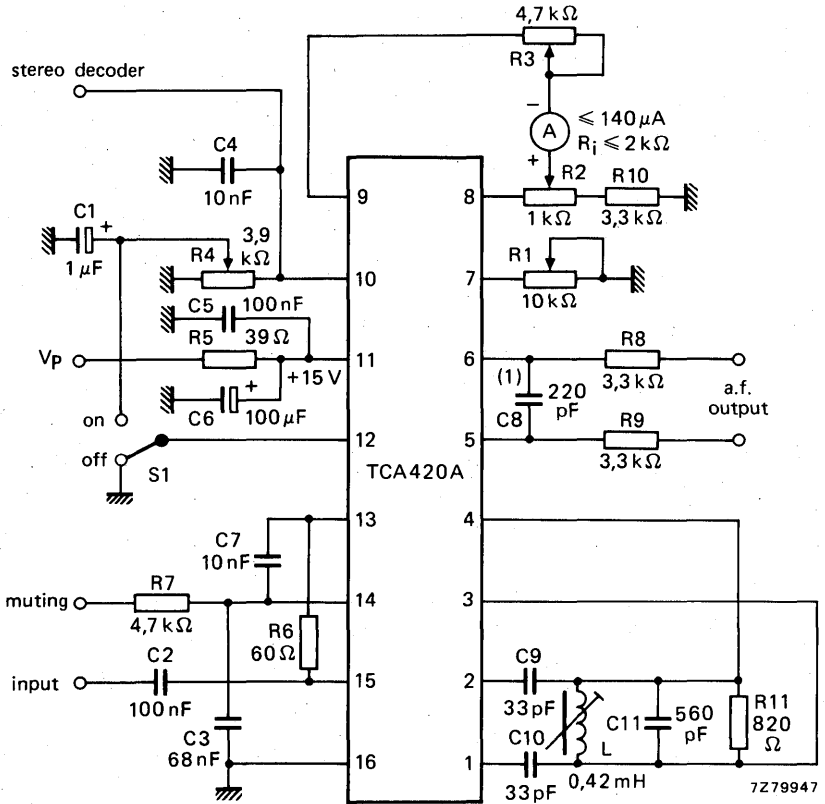 4,7 kΩ
R3
stereo decoder
−
A
≤ 140 μA
Ri ≤ 2 kΩ
+
C4
10 nF
R2
R10
9
8
1 kΩ
3,3 kΩ
C1
+
1 μF
R4
3,9
kΩ
10
7
R1
10 kΩ
C5
100 nF
R5
39 Ω
VP
11
+15 V
C6
+
100 μF
6
R8
3,3 kΩ
(1)
C8
220
pF
a.f.
output
on
off
S1
12
5
R9
3,3 kΩ
TCA420A
13
4
C7
10 nF
muting
R7
4,7 kΩ
14
3
R6
60 Ω
input
C2
100 nF
15
2
C9
33 pF
C3
68 nF
C10
L
C11
560
pF
R11
820
Ω
16
1
33 pF
0,42 mH
7Z79947